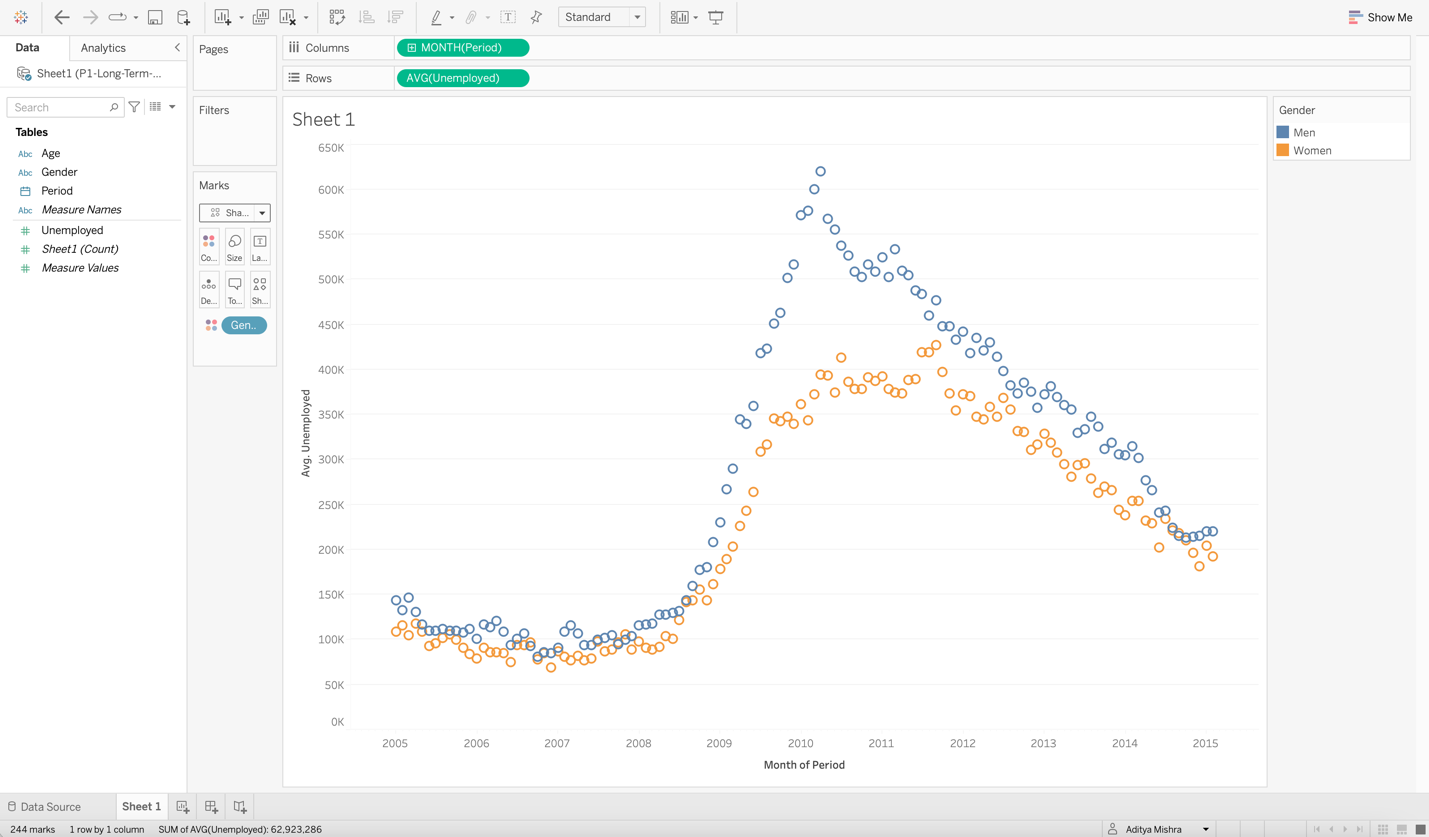 Standard
Show Me
Data
Analytics
Pages
Columns
MONTH(Period)
Sheet1 (P1-Long-Term-...
Rows
AVG(Unemployed)
Search
Filters
Sheet 1
Gender
Men
Women
Tables
Abc Age
Abc Gender
Period
Abc Measure Names
Unemployed
Sheet1 (Count)
Measure Values
Marks
Sha...
Co...
Size
La...
De...
To...
Sh...
Gen..
650K
600K
550K
500K
450K
400K
350K
300K
250K
200K
150K
100K
50K
0K
Avg. Unemployed
2005 2006 2007 2008 2009 2010 2011 2012 2013 2014 2015
Month of Period
Data Source
Sheet 1
244 marks
1 row by 1 column
SUM of AVG(Unemployed): 62,923,286
Aditya Mishra